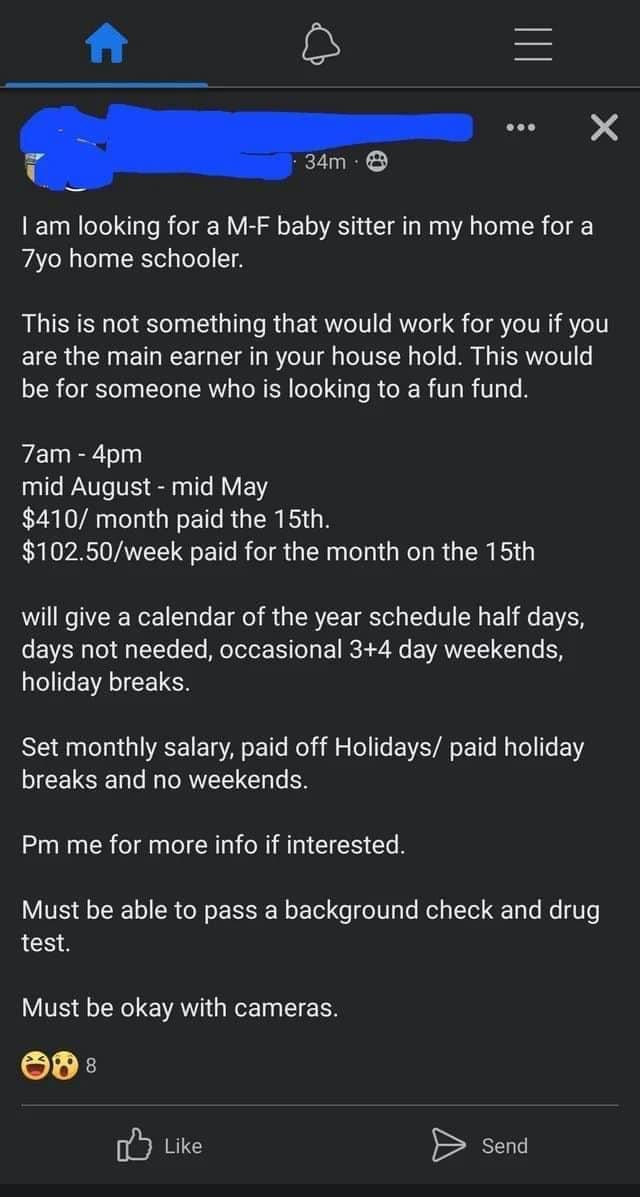 34m ·
I am looking for a M-F baby sitter in my home for a
7yo home schooler.
This is not something that would work for you if you
are the main earner in your house hold. This would
be for someone who is looking to a fun fund.
7am - 4pm
mid August - mid May
$410/ month paid the 15th.
$102.50/week paid for the month on the 15th
will give a calendar of the year schedule half days,
days not needed, occasional 3+4 day weekends,
holiday breaks.
Set monthly salary, paid off Holidays/ paid holiday
breaks and no weekends.
Pm me for more info if interested.
Must be able to pass a background check and drug
test.
Must be okay with cameras.
8
Like
Send